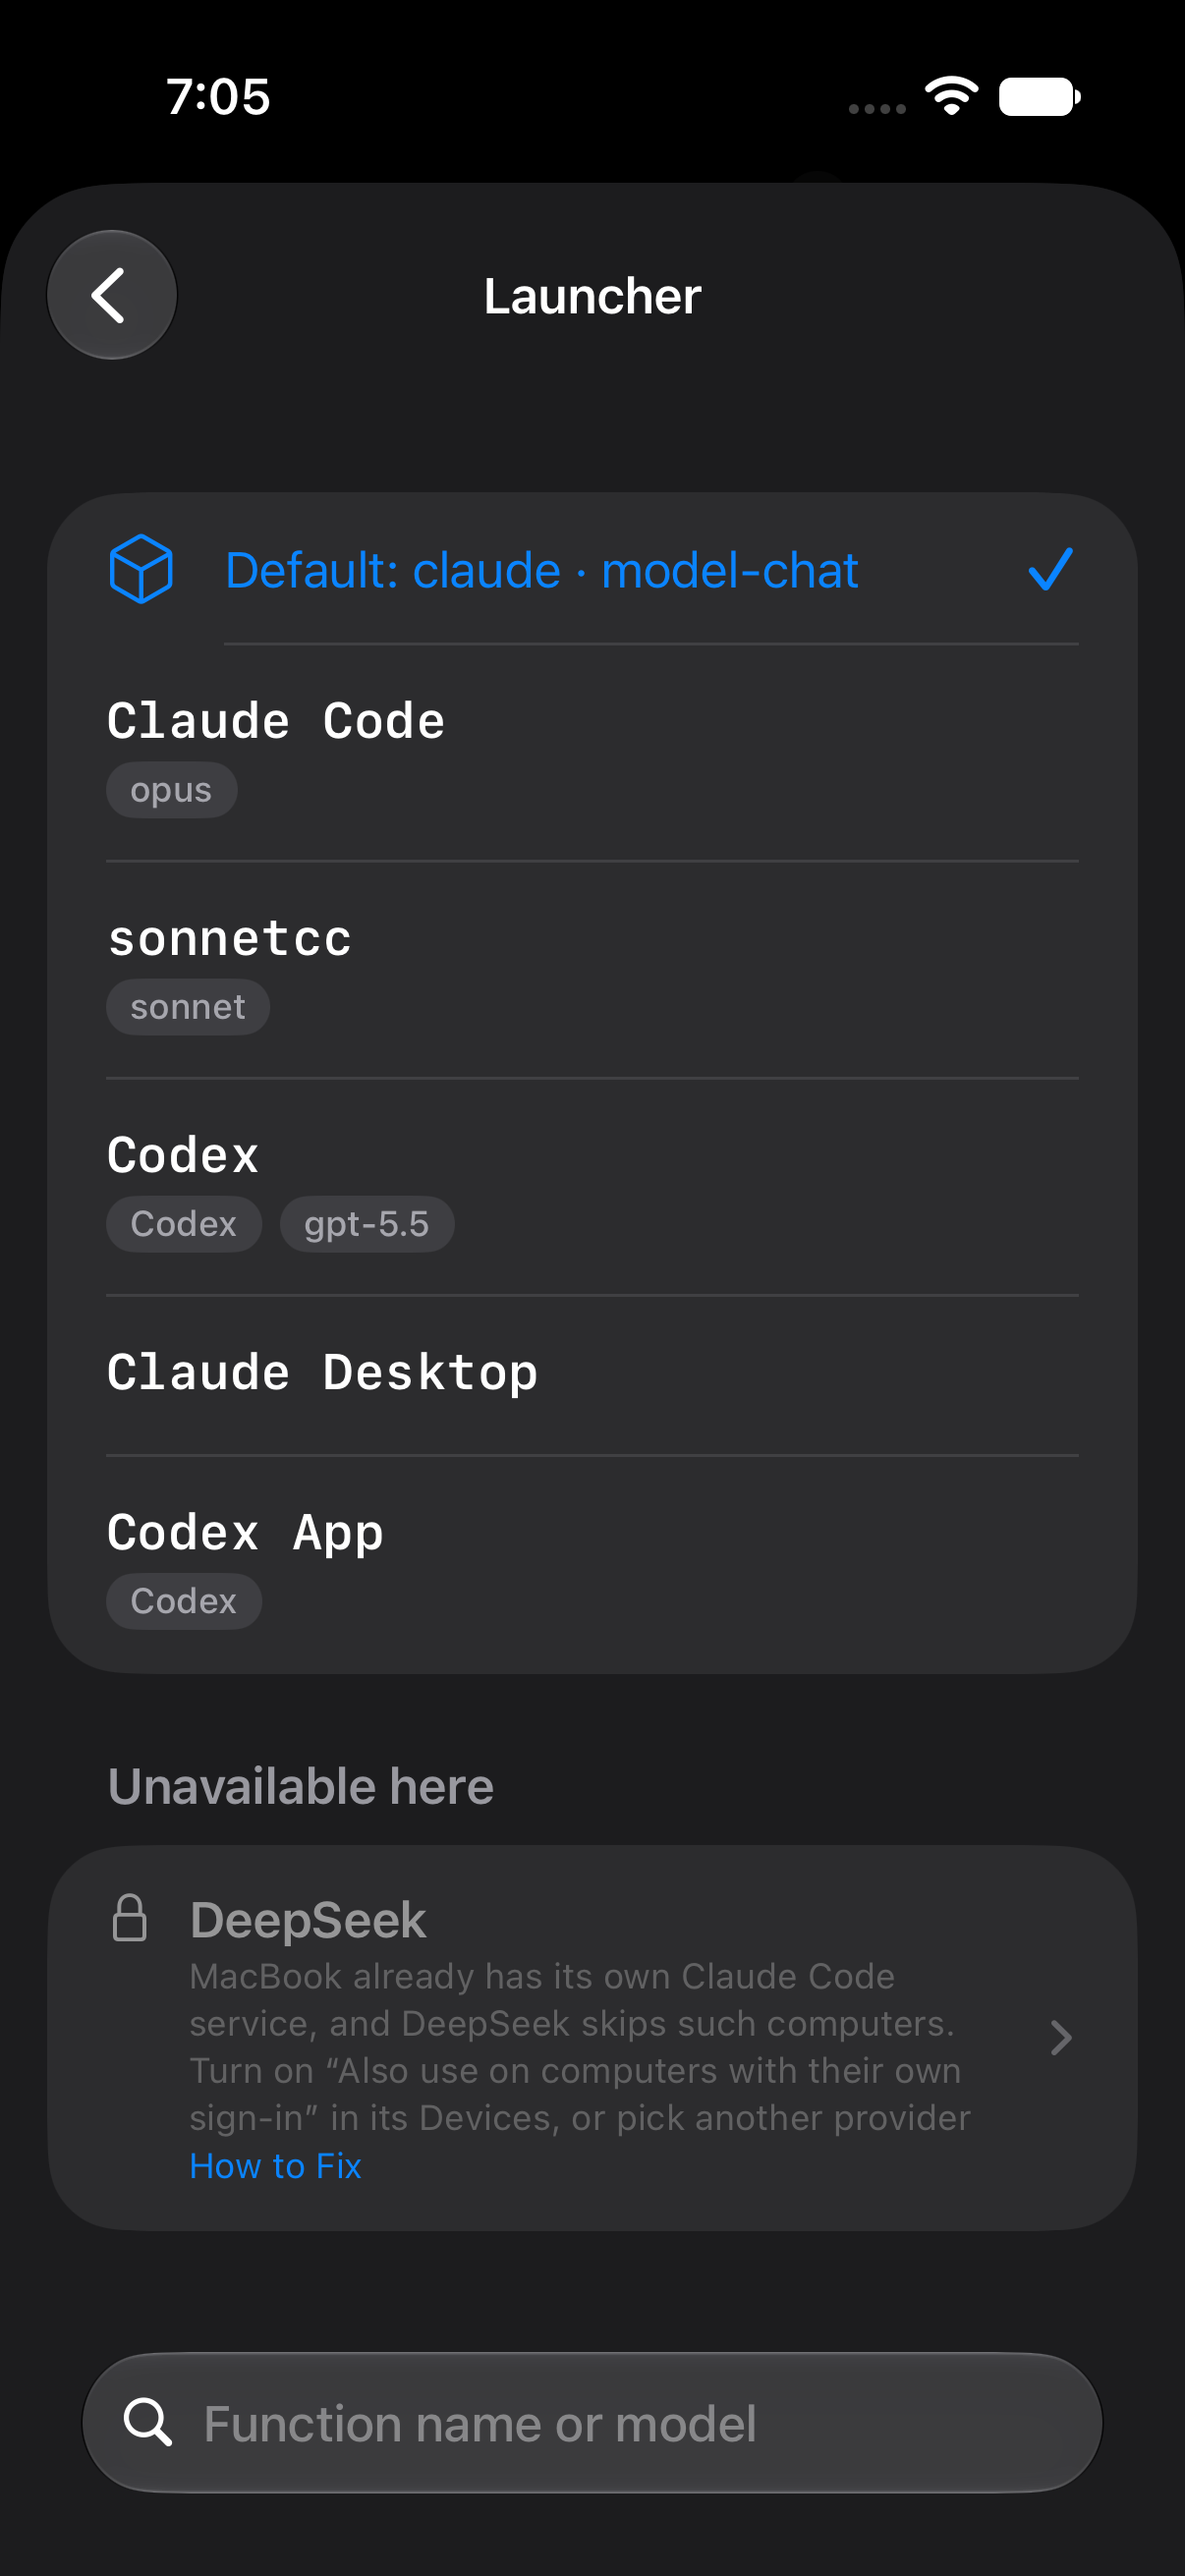 7:05
Launcher
Default: claude · model-chat
Claude Code
opus
sonnetcc
sonnet
Codex
Codex gpt-5.5
Claude Desktop
Codex App
Codex
Unavailable here
DeepSeek
MacBook already has its own Claude Code
service, and DeepSeek skips such computers.
Turn on “Also use on computers with their own
sign-in” in its Devices, or pick another provider
How to Fix
Function name or model